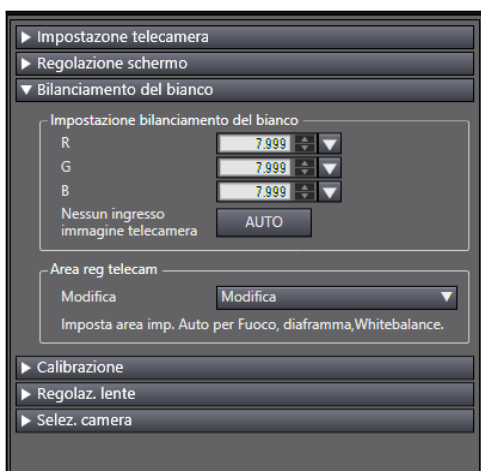 Impostazone telecamera
Regolazione schermo
Bilanciamento del bianco
Impostazione bilanciamento del bianco
R 7.999
G 7.999
B 7.999
Nessun ingresso
immagine telecamera AUTO
Area reg telecam
Modifica Modifica
Imposta area imp. Auto per Fuoco, diaframma,Whitebalance.
Calibrazione
Regolaz. lente
Selez. camera